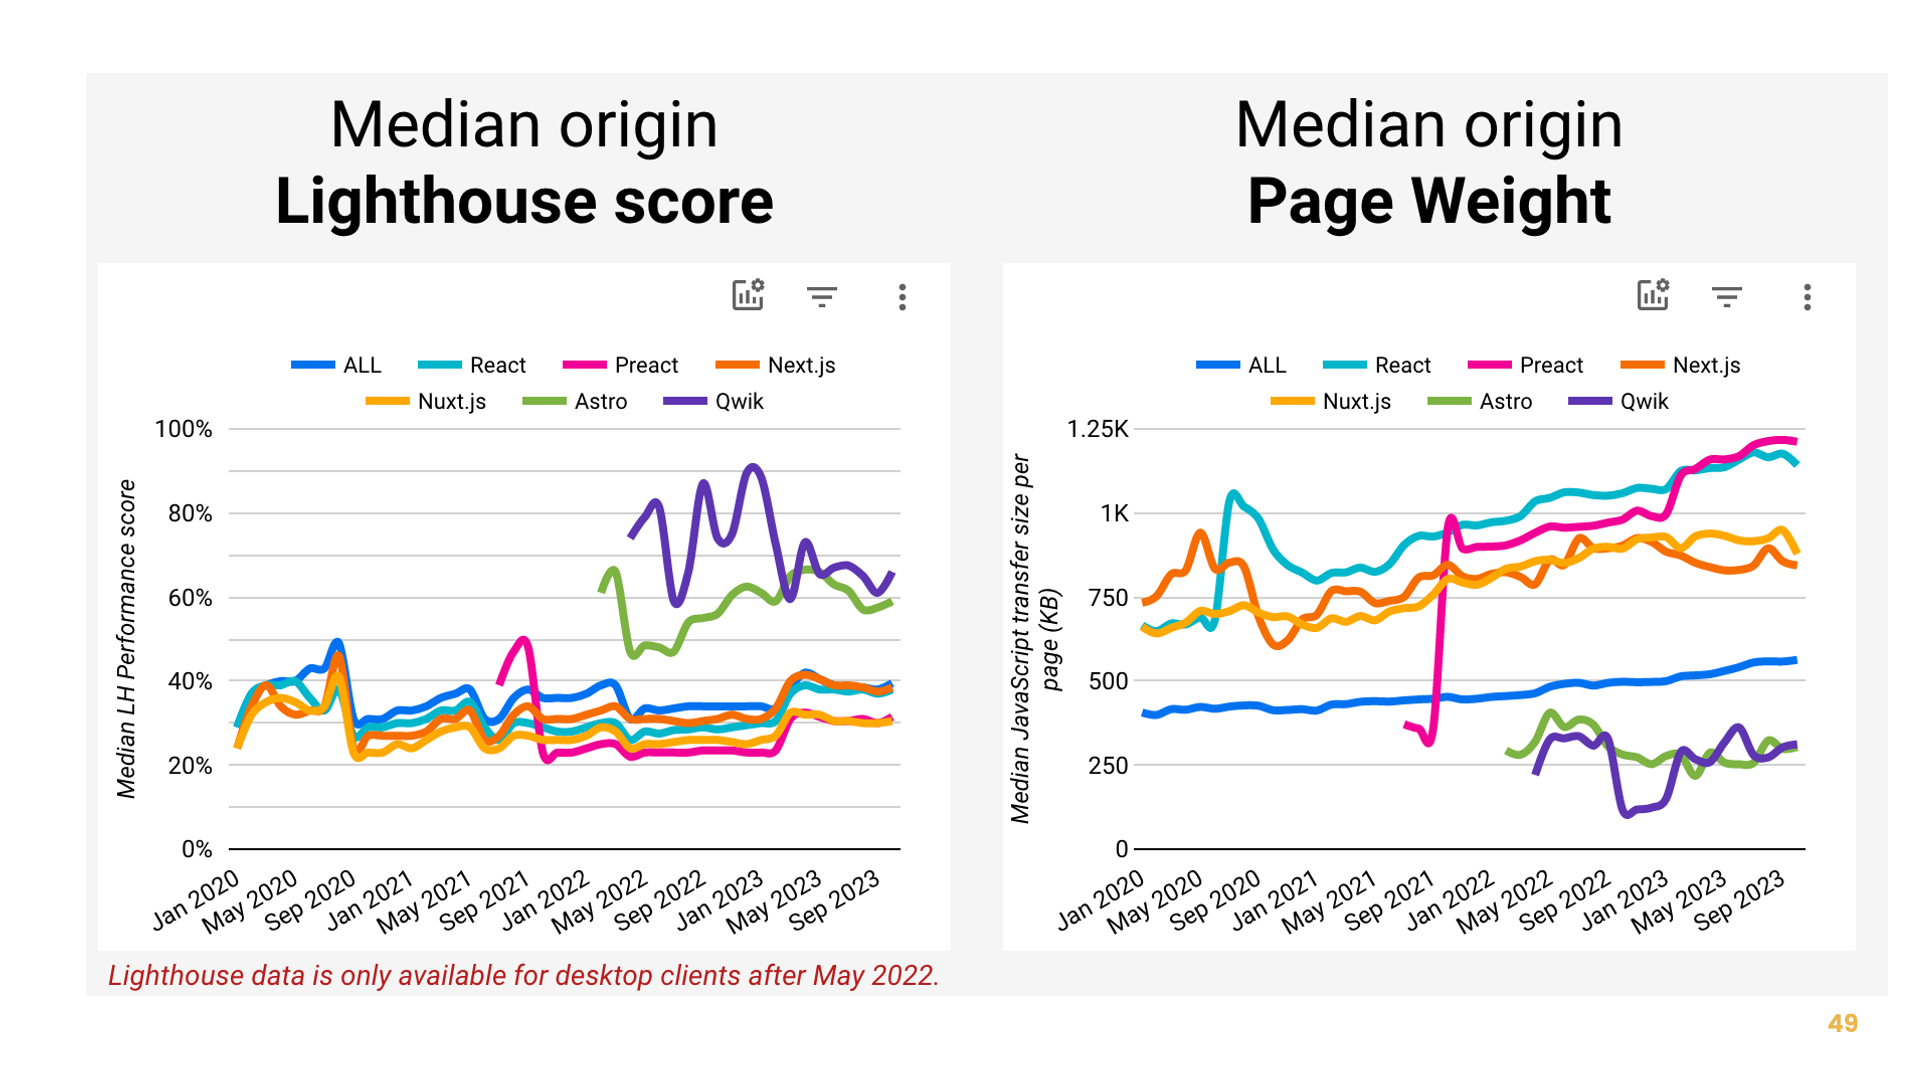 Median origin
Lighthouse score
ALL React Preact Next.js
Nuxt.js Astro Qwik
Median LH Performance score
100%
80%
60%
40%
20%
0%
Jan 2020 May 2020 Sep 2020 Jan 2021 May 2021 Sep 2021 Jan 2022 May 2022 Sep 2022 Jan 2023 May 2023 Sep 2023
Lighthouse data is only available for desktop clients after May 2022.
Median origin
Page Weight
ALL React Preact Next.js
Nuxt.js Astro Qwik
Median JavaScript transfer size per
page (KB)
1.25K
1K
750
500
250
0
Jan 2020 May 2020 Sep 2020 Jan 2021 May 2021 Sep 2021 Jan 2022 May 2022 Sep 2022 Jan 2023 May 2023 Sep 2023
49